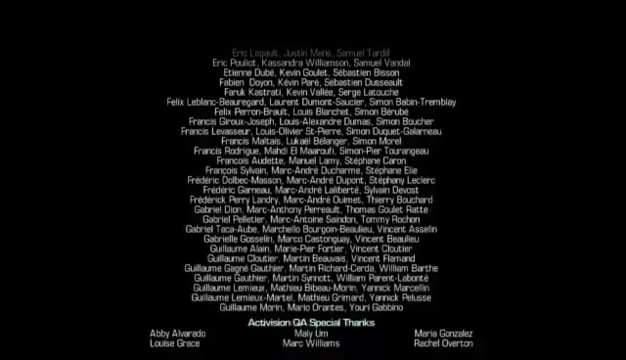 Eric Legault, Justin Mens, Samuel Tardif
Eric Pouliot, Kassandra Williamson, Samuel Vandal
Etienne Dubé, Kevin Goulet, Sébastien Bisson
Fabien Doyon, Kévin Paré, Sébastien Dusseault
Faruk Kastrati, Kevin Vallée, Serge Latouche
Felix Leblanc-Beauregard, Laurent Dumont-Saucier, Simon Babin-Tremblay
Felix Perron-Brault, Louis Blanchet, Simon Bérube
Francis Giroux-Joseph, Louis-Alexandre Dumas, Simon Boucher
Francis Levasseur, Louis-Olivier St-Pierre, Simon Duquet-Galarneau
Francis Maltais, Lukaël Bélanger, Simon Morel
Francis Rodrigue, Mahdi El Maaroufi, Simon-Pier Tourangeau
Francois Audette, Manuel Lamy, Stéphane Caron
François Sylvain, Marc-André Ducharme, Stéphane Elie
Frédéric Dolbec-Masson, Marc-André Dupont, Stéphany Leclerc
Frédéric Garneau, Marc-André Laliberté, Sylvain Devost
Fréderick Perry Landry, Marc-André Ouimet, Thierry Bouchard
Gabriel Dion, Marc-Anthony Perreault, Thomas Goulet Ratte
Gabriel Pelletier, Marc-Antoine Saindon, Tommy Rochon
Gabriel Taca-Aube, Marchello Bourgoin-Beaulieu, Vincent Asselin
Gabrielle Gosselin, Marco Castonguay, Vincent Beaulieu
Guillaume Alain, Marie-Pier Fortier, Vincent Cloutier
Guillaume Cloutier, Martin Beauvais, Vincent Flamand
Guillaume Gagné Gauthier, Martin Richard-Cerda, William Barthe
Guillaume Gauthier, Martin Synnott, William Parent-Labonté
Guillaume Lemieux, Mathieu Bibeau-Morin, Yannick Marcellin
Guillaume Lemieux-Martel, Mathieu Grimard, Yannick Pelusse
Guillaume Morin, Mario Orantes, Youri Gabbino
Activision QA Special Thanks
Abby Alvarado Maly Um Maria Gonzalez
Louise Grace Marc Williams Rachel Overton